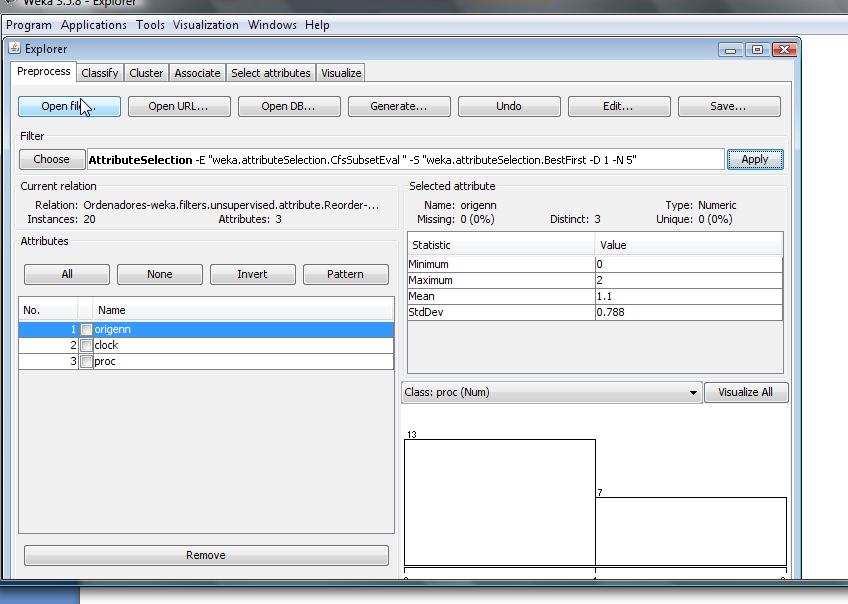 Weka 3.5.8 - Explorer
Program Applications Tools Visualization Windows Help
Explorer
Preprocess Classify Cluster Associate Select attributes Visualize
Open file... Open URL... Open DB... Generate... Undo Edit... Save...
Filter
Choose AttributeSelection -E "weka.attributeSelection.CfsSubsetEval " -S "weka.attributeSelection.BestFirst -D 1 -N 5" Apply
Current relation
Relation: Ordenadores-weka.filters.unsupervised.attribute.Reorder-...
Instances: 20 Attributes: 3
Attributes
All None Invert Pattern
No. Name
1 origenn
2 clock
3 proc
Remove
Selected attribute
Name: origenn Type: Numeric
Missing: 0 (0%) Distinct: 3 Unique: 0 (0%)
Statistic Value
Minimum 0
Maximum 2
Mean 1.1
StdDev 0.788
Class: proc (Num) Visualize All
13
7